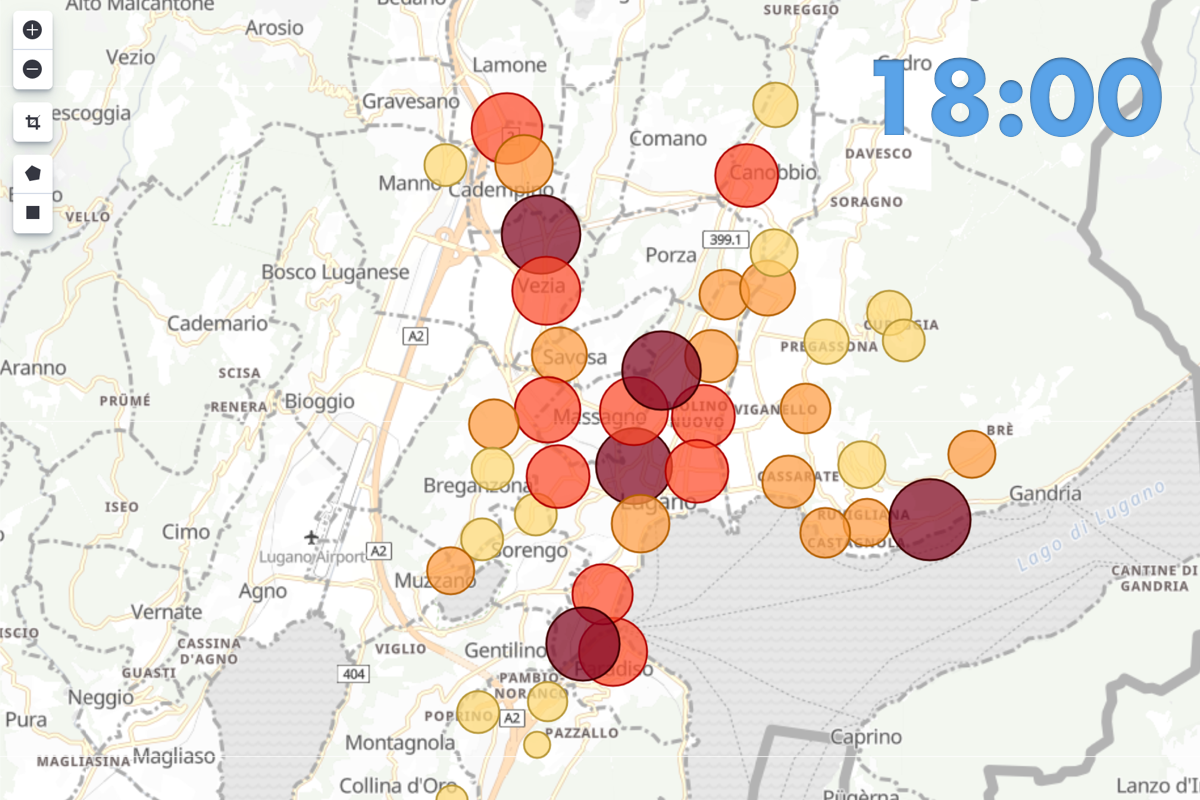 Alto Malcantone
Bedano
SUREGGIO
Arosio
Vezio
Lamone
Cadro
18:00
Gravesano
escoggia
Comano
DAVESCO
Canobbio
Manno
Cadempino
SORAGNO
VELLO
399.1
Porza
Bosco Luganese
Vezia
Cademario
A2
CUREGGIA
PREGASSONA
Savosa
Aranno
SCISA
PRÜMÉ
RENERA
Bioggio
Massagno
MOLINO
NUOVO
VIGANELLO
BRÈ
CASSARATE
Breganzona
Gandria
Lugano
ISEO
RUVIGLIANA
Cimo
CASTAGNOLA
Lago di Lugano
Lugano Airport
A2
Sorengo
Muzzano
CANTINE DI
GANDRIA
Agno
Vernate
ISCIO
CASSINA
D'AGNO
VIGLIO
Gentilino
Paradiso
GUASTI
404
PAMBIO-
NORANCO
Neggio
Pura
POPRINO
A2
PAZZALLO
Montagnola
Caprino
MAGLIASINA
Magliaso
Collina d'Oro
Pügèrna
Lanzo d'I